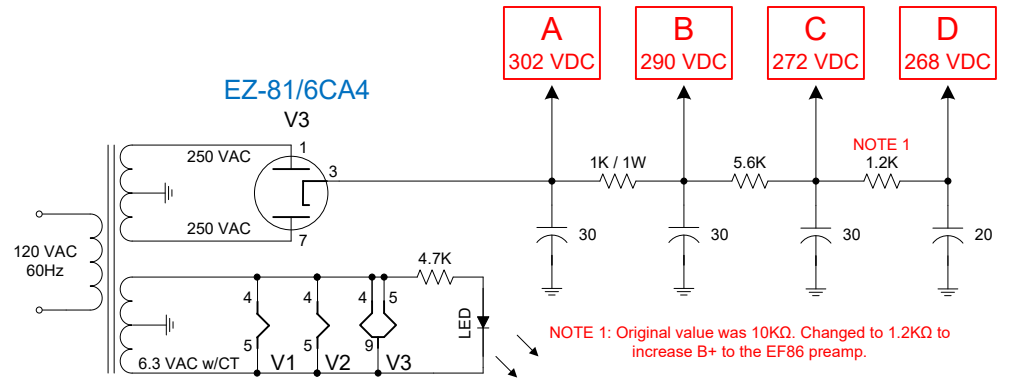 A
302 VDC
B
290 VDC
C
272 VDC
D
268 VDC
EZ-81/6CA4
V3
250 VAC
1
3
250 VAC
7
1K / 1W
5.6K
NOTE 1
1.2K
30
30
30
20
120 VAC
60Hz
4.7K
4
4
4
5
5
5
9
LED
6.3 VAC w/CT
V1
V2
V3
NOTE 1: Original value was 10KΩ. Changed to 1.2KΩ to
increase B+ to the EF86 preamp.